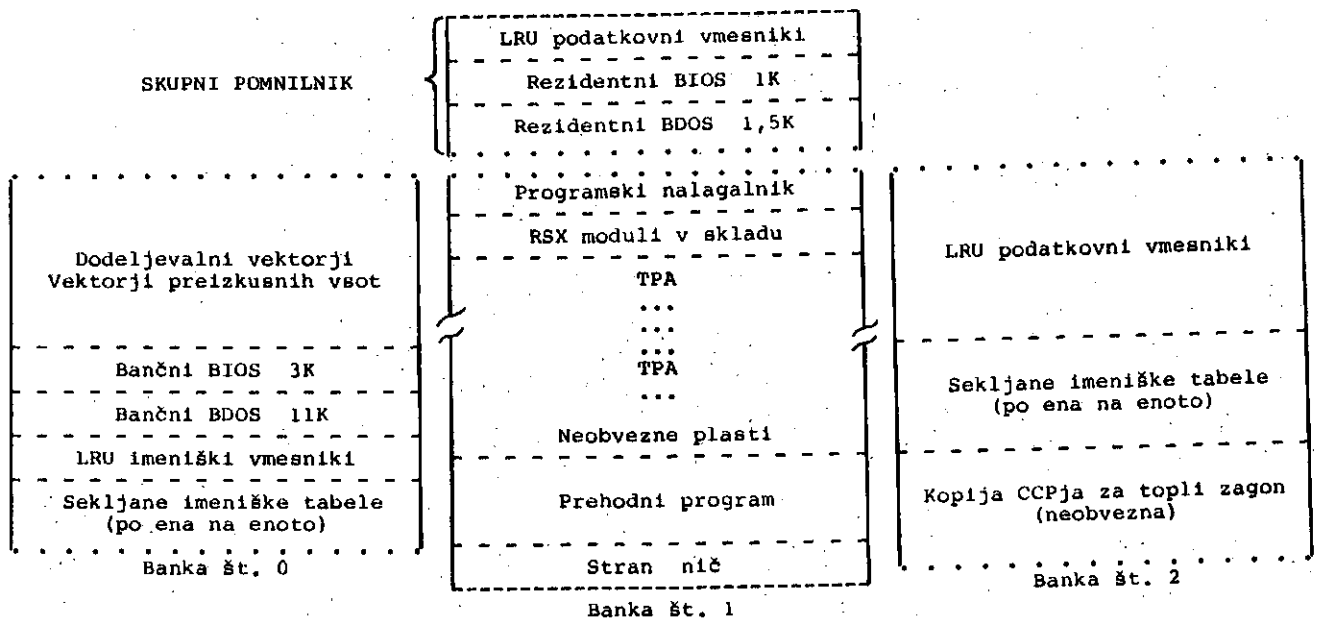 SKUPNI POMNILNIK
LRU podatkovni vmesniki
Rezidentni BIOS 1K
Rezidentni BDOS 1,5K
Dodeljevalni vektorji
Vektorji preizkusnih vsot
Bančni BIOS 3K
Bančni BDOS 11K
LRU imeniški vmesniki
Sekljane imeniške tabele
(po ena na enoto)
Banka št. 0
Programski nalagalnik
RSX moduli v skladu
TPA
...
...
...
TPA
...
Neobvezne plasti
Prehodni program
Stran nič
Banka št. 1
LRU podatkovni vmesniki
Sekljane imeniške tabele
(po ena na enoto)
Kopija CCPja za topli zagon
(neobvezna)
Banka št. 2